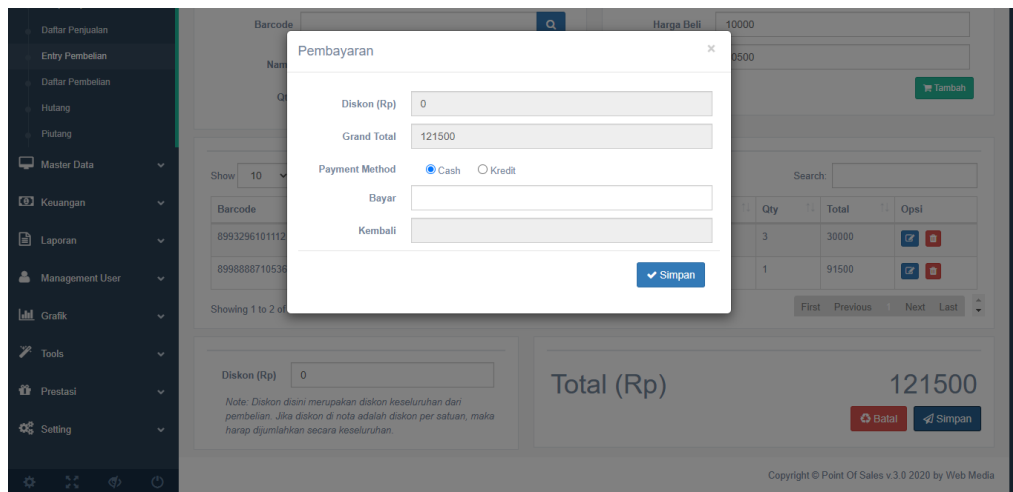 Daftar Penjualan
Entry Pembelian
Daftar Pembelian
Hutang
Piutang
Master Data
Keuangan
Laporan
Management User
Grafik
Tools
Prestasi
Setting
Barcode
Harga Beli 10000
Tambah
Pembayaran ×
Diskon (Rp) 0
Grand Total 121500
Payment Method Cash Kredit
Bayar
Kembali
Simpan
Show 10
Search:
Barcode Qty Total Opsi
8993296101112 3 30000
8998888710536 1 91500
Showing 1 to 2 of
First Previous 1 Next Last
Diskon (Rp) 0
Note: Diskon disini merupakan diskon keseluruhan dari
pembelian. Jika diskon di nota adalah diskon per satuan, maka
harap dijumlahkan secara keseluruhan.
Total (Rp) 121500
Batal Simpan
Copyright © Point Of Sales v.3.0 2020 by Web Media